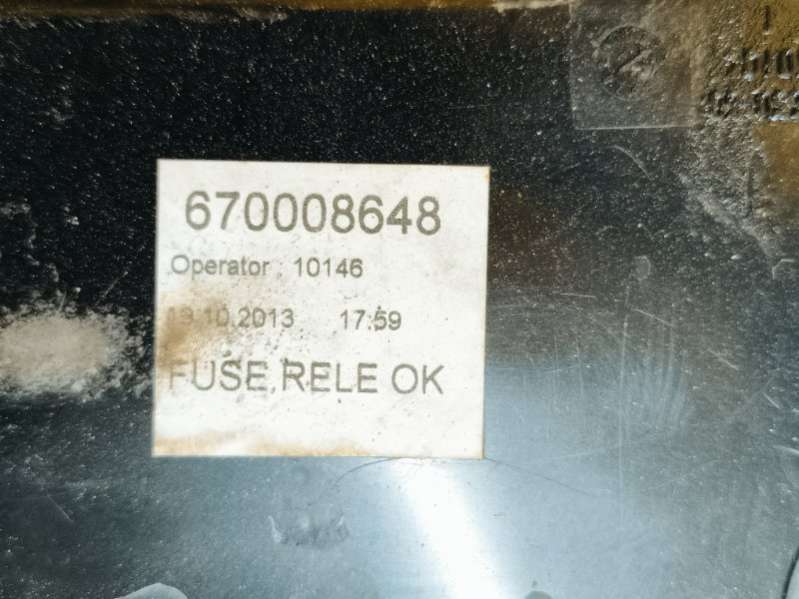 670008648
Operator : 10146
19.10.2013 17:59
FUSE,RELE OK